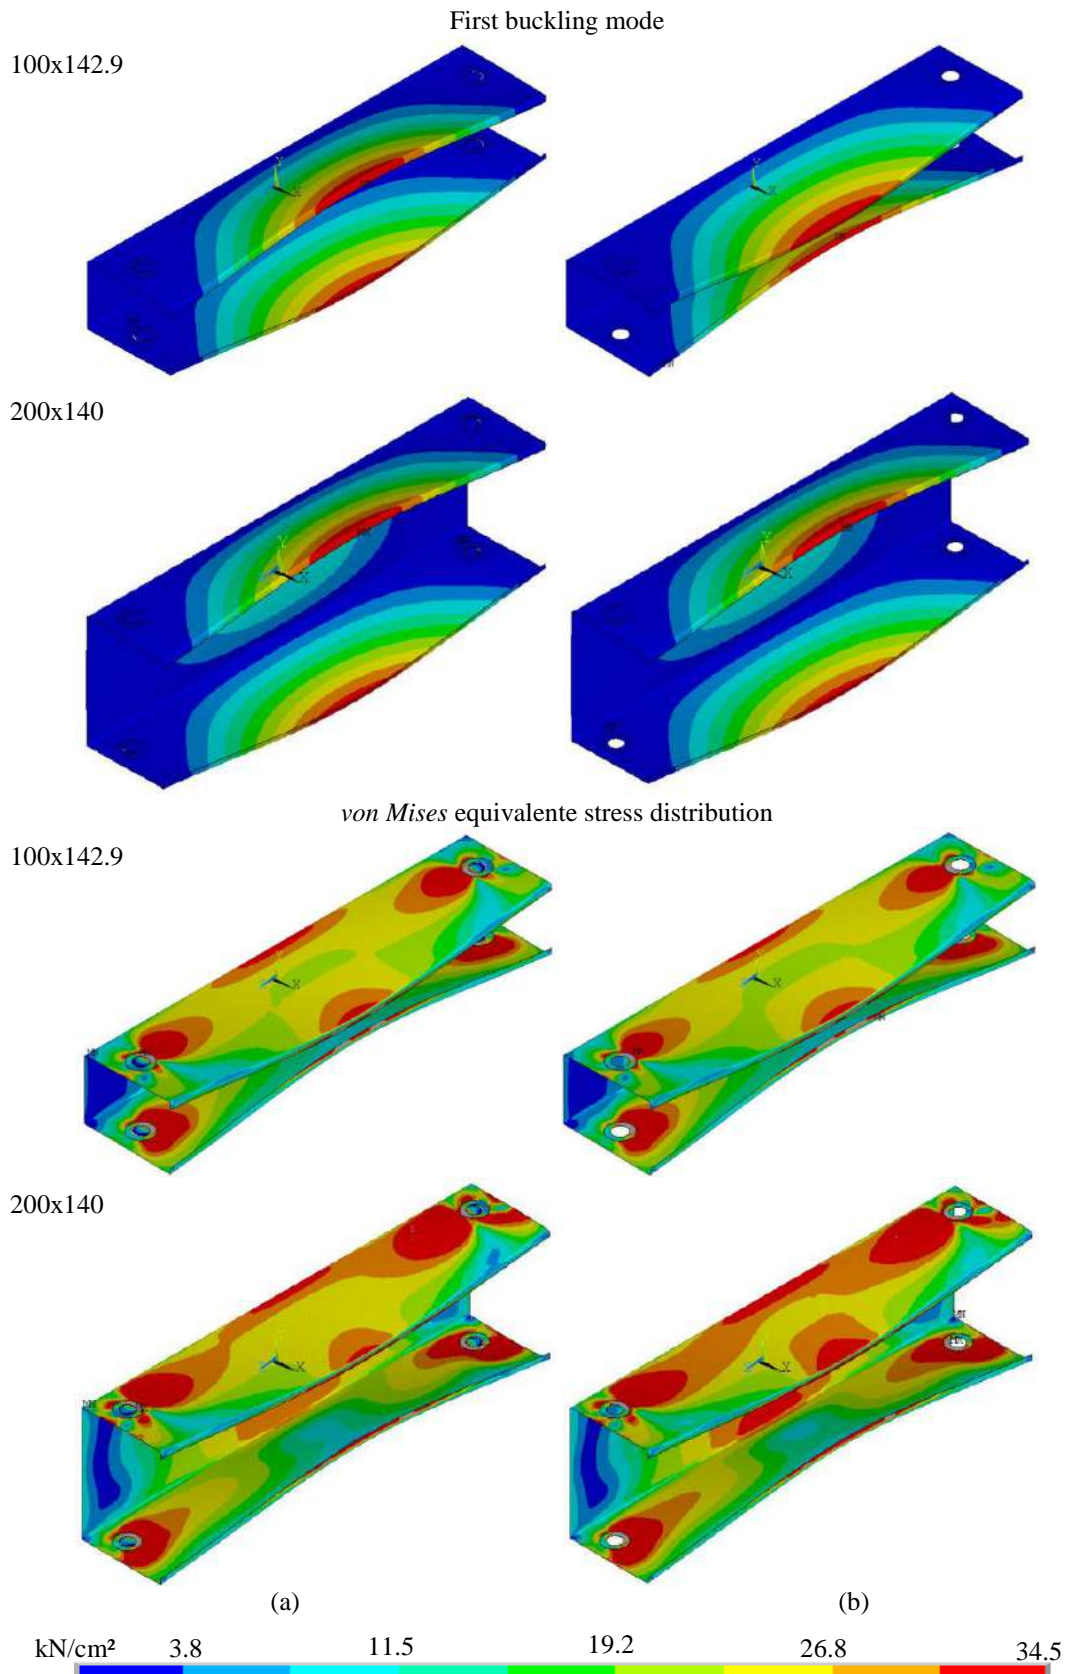 First buckling mode
100x142.9
200x140
von Mises equivalente stress distribution
100x142.9
200x140
(a) (b)
kN/cm² 3.8 11.5 19.2 26.8 34.5